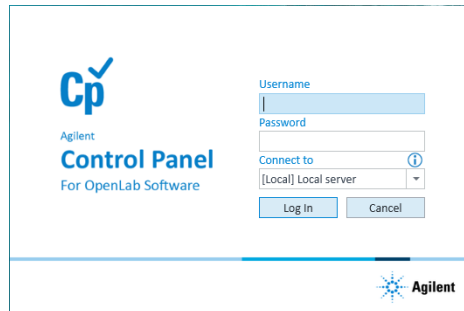 Cp
Agilent
Control Panel
For OpenLab Software
Username
Password
Connect to
[Local] Local server
Log In
Cancel
Agilent